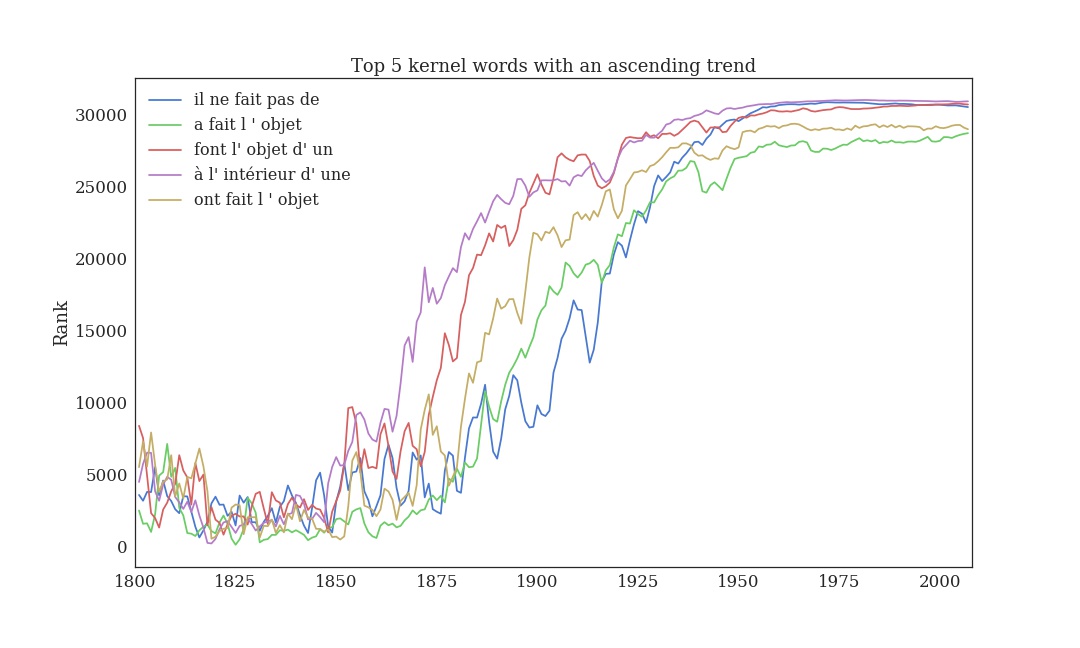 Top 5 kernel words with an ascending trend
il ne fait pas de
a fait l ' objet
font l' objet d' un
à l' intérieur d' une
ont fait l ' objet
Rank
30000
25000
20000
15000
10000
5000
0
1800 1825 1850 1875 1900 1925 1950 1975 2000